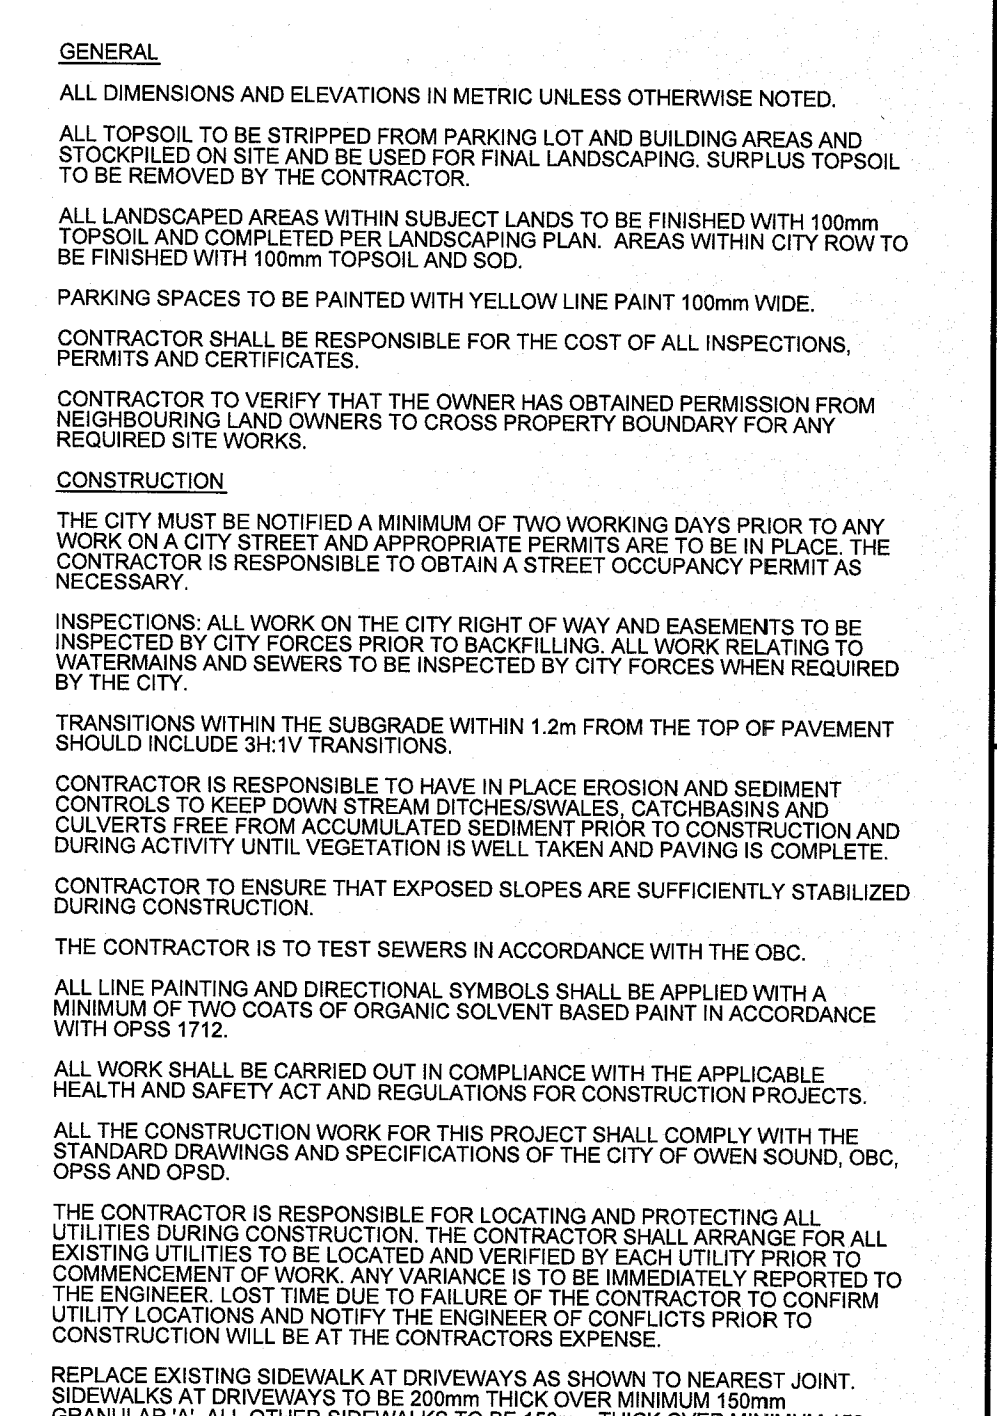 GENERAL
ALL DIMENSIONS AND ELEVATIONS IN METRIC UNLESS OTHERWISE NOTED.
ALL TOPSOIL TO BE STRIPPED FROM PARKING LOT AND BUILDING AREAS AND
STOCKPILED ON SITE AND BE USED FOR FINAL LANDSCAPING. SURPLUS TOPSOIL
TO BE REMOVED BY THE CONTRACTOR.
ALL LANDSCAPED AREAS WITHIN SUBJECT LANDS TO BE FINISHED WITH 100mm
TOPSOIL AND COMPLETED PER LANDSCAPING PLAN. AREAS WITHIN CITY ROW TO
BE FINISHED WITH 100mm TOPSOIL AND SOD.
PARKING SPACES TO BE PAINTED WITH YELLOW LINE PAINT 100mm WIDE.
CONTRACTOR SHALL BE RESPONSIBLE FOR THE COST OF ALL INSPECTIONS,
PERMITS AND CERTIFICATES.
CONTRACTOR TO VERIFY THAT THE OWNER HAS OBTAINED PERMISSION FROM
NEIGHBOURING LAND OWNERS TO CROSS PROPERTY BOUNDARY FOR ANY
REQUIRED SITE WORKS.
CONSTRUCTION
THE CITY MUST BE NOTIFIED A MINIMUM OF TWO WORKING DAYS PRIOR TO ANY
WORK ON A CITY STREET AND APPROPRIATE PERMITS ARE TO BE IN PLACE. THE
CONTRACTOR IS RESPONSIBLE TO OBTAIN A STREET OCCUPANCY PERMIT AS
NECESSARY.
INSPECTIONS: ALL WORK ON THE CITY RIGHT OF WAY AND EASEMENTS TO BE
INSPECTED BY CITY FORCES PRIOR TO BACKFILLING. ALL WORK RELATING TO
WATERMAINS AND SEWERS TO BE INSPECTED BY CITY FORCES WHEN REQUIRED
BY THE CITY.
TRANSITIONS WITHIN THE SUBGRADE WITHIN 1.2m FROM THE TOP OF PAVEMENT
SHOULD INCLUDE 3H:1V TRANSITIONS.
CONTRACTOR IS RESPONSIBLE TO HAVE IN PLACE EROSION AND SEDIMENT
CONTROLS TO KEEP DOWN STREAM DITCHES/SWALES, CATCHBASINS AND
CULVERTS FREE FROM ACCUMULATED SEDIMENT PRIOR TO CONSTRUCTION AND
DURING ACTIVITY UNTIL VEGETATION IS WELL TAKEN AND PAVING IS COMPLETE.
CONTRACTOR TO ENSURE THAT EXPOSED SLOPES ARE SUFFICIENTLY STABILIZED
DURING CONSTRUCTION.
THE CONTRACTOR IS TO TEST SEWERS IN ACCORDANCE WITH THE OBC.
ALL LINE PAINTING AND DIRECTIONAL SYMBOLS SHALL BE APPLIED WITH A
MINIMUM OF TWO COATS OF ORGANIC SOLVENT BASED PAINT IN ACCORDANCE
WITH OPSS 1712.
ALL WORK SHALL BE CARRIED OUT IN COMPLIANCE WITH THE APPLICABLE
HEALTH AND SAFETY ACT AND REGULATIONS FOR CONSTRUCTION PROJECTS.
ALL THE CONSTRUCTION WORK FOR THIS PROJECT SHALL COMPLY WITH THE
STANDARD DRAWINGS AND SPECIFICATIONS OF THE CITY OF OWEN SOUND, OBC,
OPSS AND OPSD.
THE CONTRACTOR IS RESPONSIBLE FOR LOCATING AND PROTECTING ALL
UTILITIES DURING CONSTRUCTION. THE CONTRACTOR SHALL ARRANGE FOR ALL
EXISTING UTILITIES TO BE LOCATED AND VERIFIED BY EACH UTILITY PRIOR TO
COMMENCEMENT OF WORK. ANY VARIANCE IS TO BE IMMEDIATELY REPORTED TO
THE ENGINEER. LOST TIME DUE TO FAILURE OF THE CONTRACTOR TO CONFIRM
UTILITY LOCATIONS AND NOTIFY THE ENGINEER OF CONFLICTS PRIOR TO
CONSTRUCTION WILL BE AT THE CONTRACTORS EXPENSE.
REPLACE EXISTING SIDEWALK AT DRIVEWAYS AS SHOWN TO NEAREST JOINT.
SIDEWALKS AT DRIVEWAYS TO BE 200mm THICK OVER MINIMUM 150mm
GRANULAR 'A'. ALL OTHER SIDEWALKS TO BE THICK OVER MINIMUM